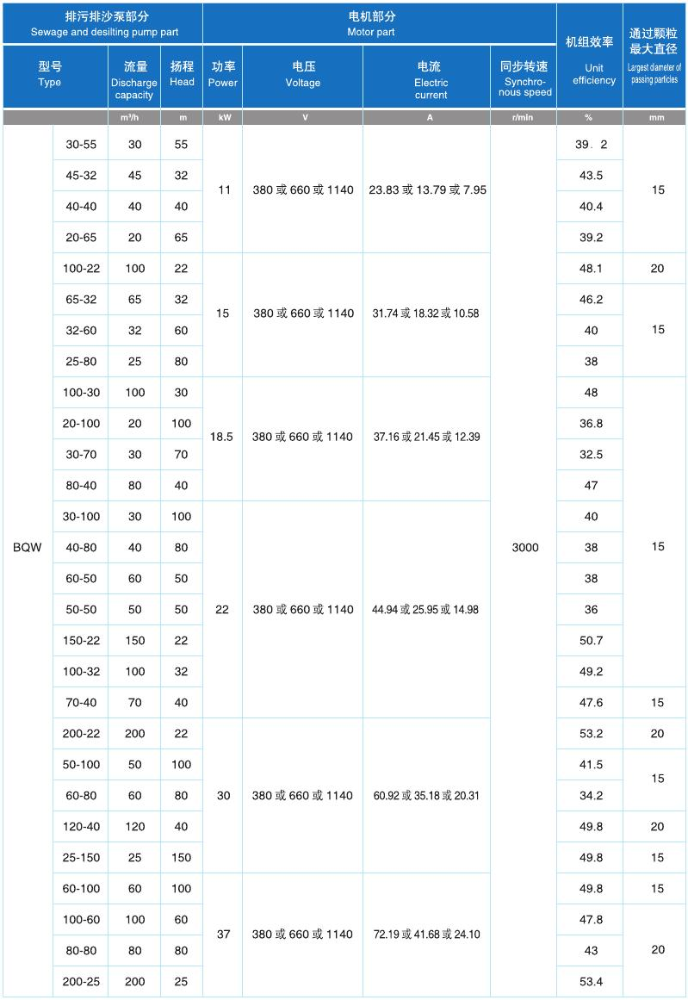 排污排沙泵部分 电机部分 机组效率 通过颗粒
Sewage and desilting pump part Motor part Unit 最大直径
efficiency Largest diameter of
passing particles
型号 流量 扬程 功率 电压 电流 同步转速
Type Discharge Head Power Voltage Electric Synchro-
capacity current nous speed
m³/h m kW V A r/min % mm
30-55 30 55 39．2
45-32 45 32 43.5
11 380 或 660 或 1140 23.83 或 13.79 或 7.95 15
40-40 40 40 40.4
20-65 20 65 39.2
100-22 100 22 48.1 20
65-32 65 32 46.2
15 380 或 660 或 1140 31.74 或 18.32 或 10.58
32-60 32 60 40 15
25-80 25 80 38
100-30 100 30 48
20-100 20 100 36.8
18.5 380 或 660 或 1140 37.16 或 21.45 或 12.39
30-70 30 70 32.5
80-40 80 40 47
30-100 30 100 40
BQW 40-80 40 80 3000 38 15
60-50 60 50 38
50-50 50 50 22 380 或 660 或 1140 44.94 或 25.95 或 14.98 36
150-22 150 22 50.7
100-32 100 32 49.2
70-40 70 40 47.6 15
200-22 200 22 53.2 20
50-100 50 100 41.5
15
60-80 60 80 30 380 或 660 或 1140 60.92 或 35.18 或 20.31 34.2
120-40 120 40 49.8 20
25-150 25 150 49.8 15
60-100 60 100 49.8 15
100-60 100 60 47.8
37 380 或 660 或 1140 72.19 或 41.68 或 24.10
80-80 80 80 43 20
200-25 200 25 53.4